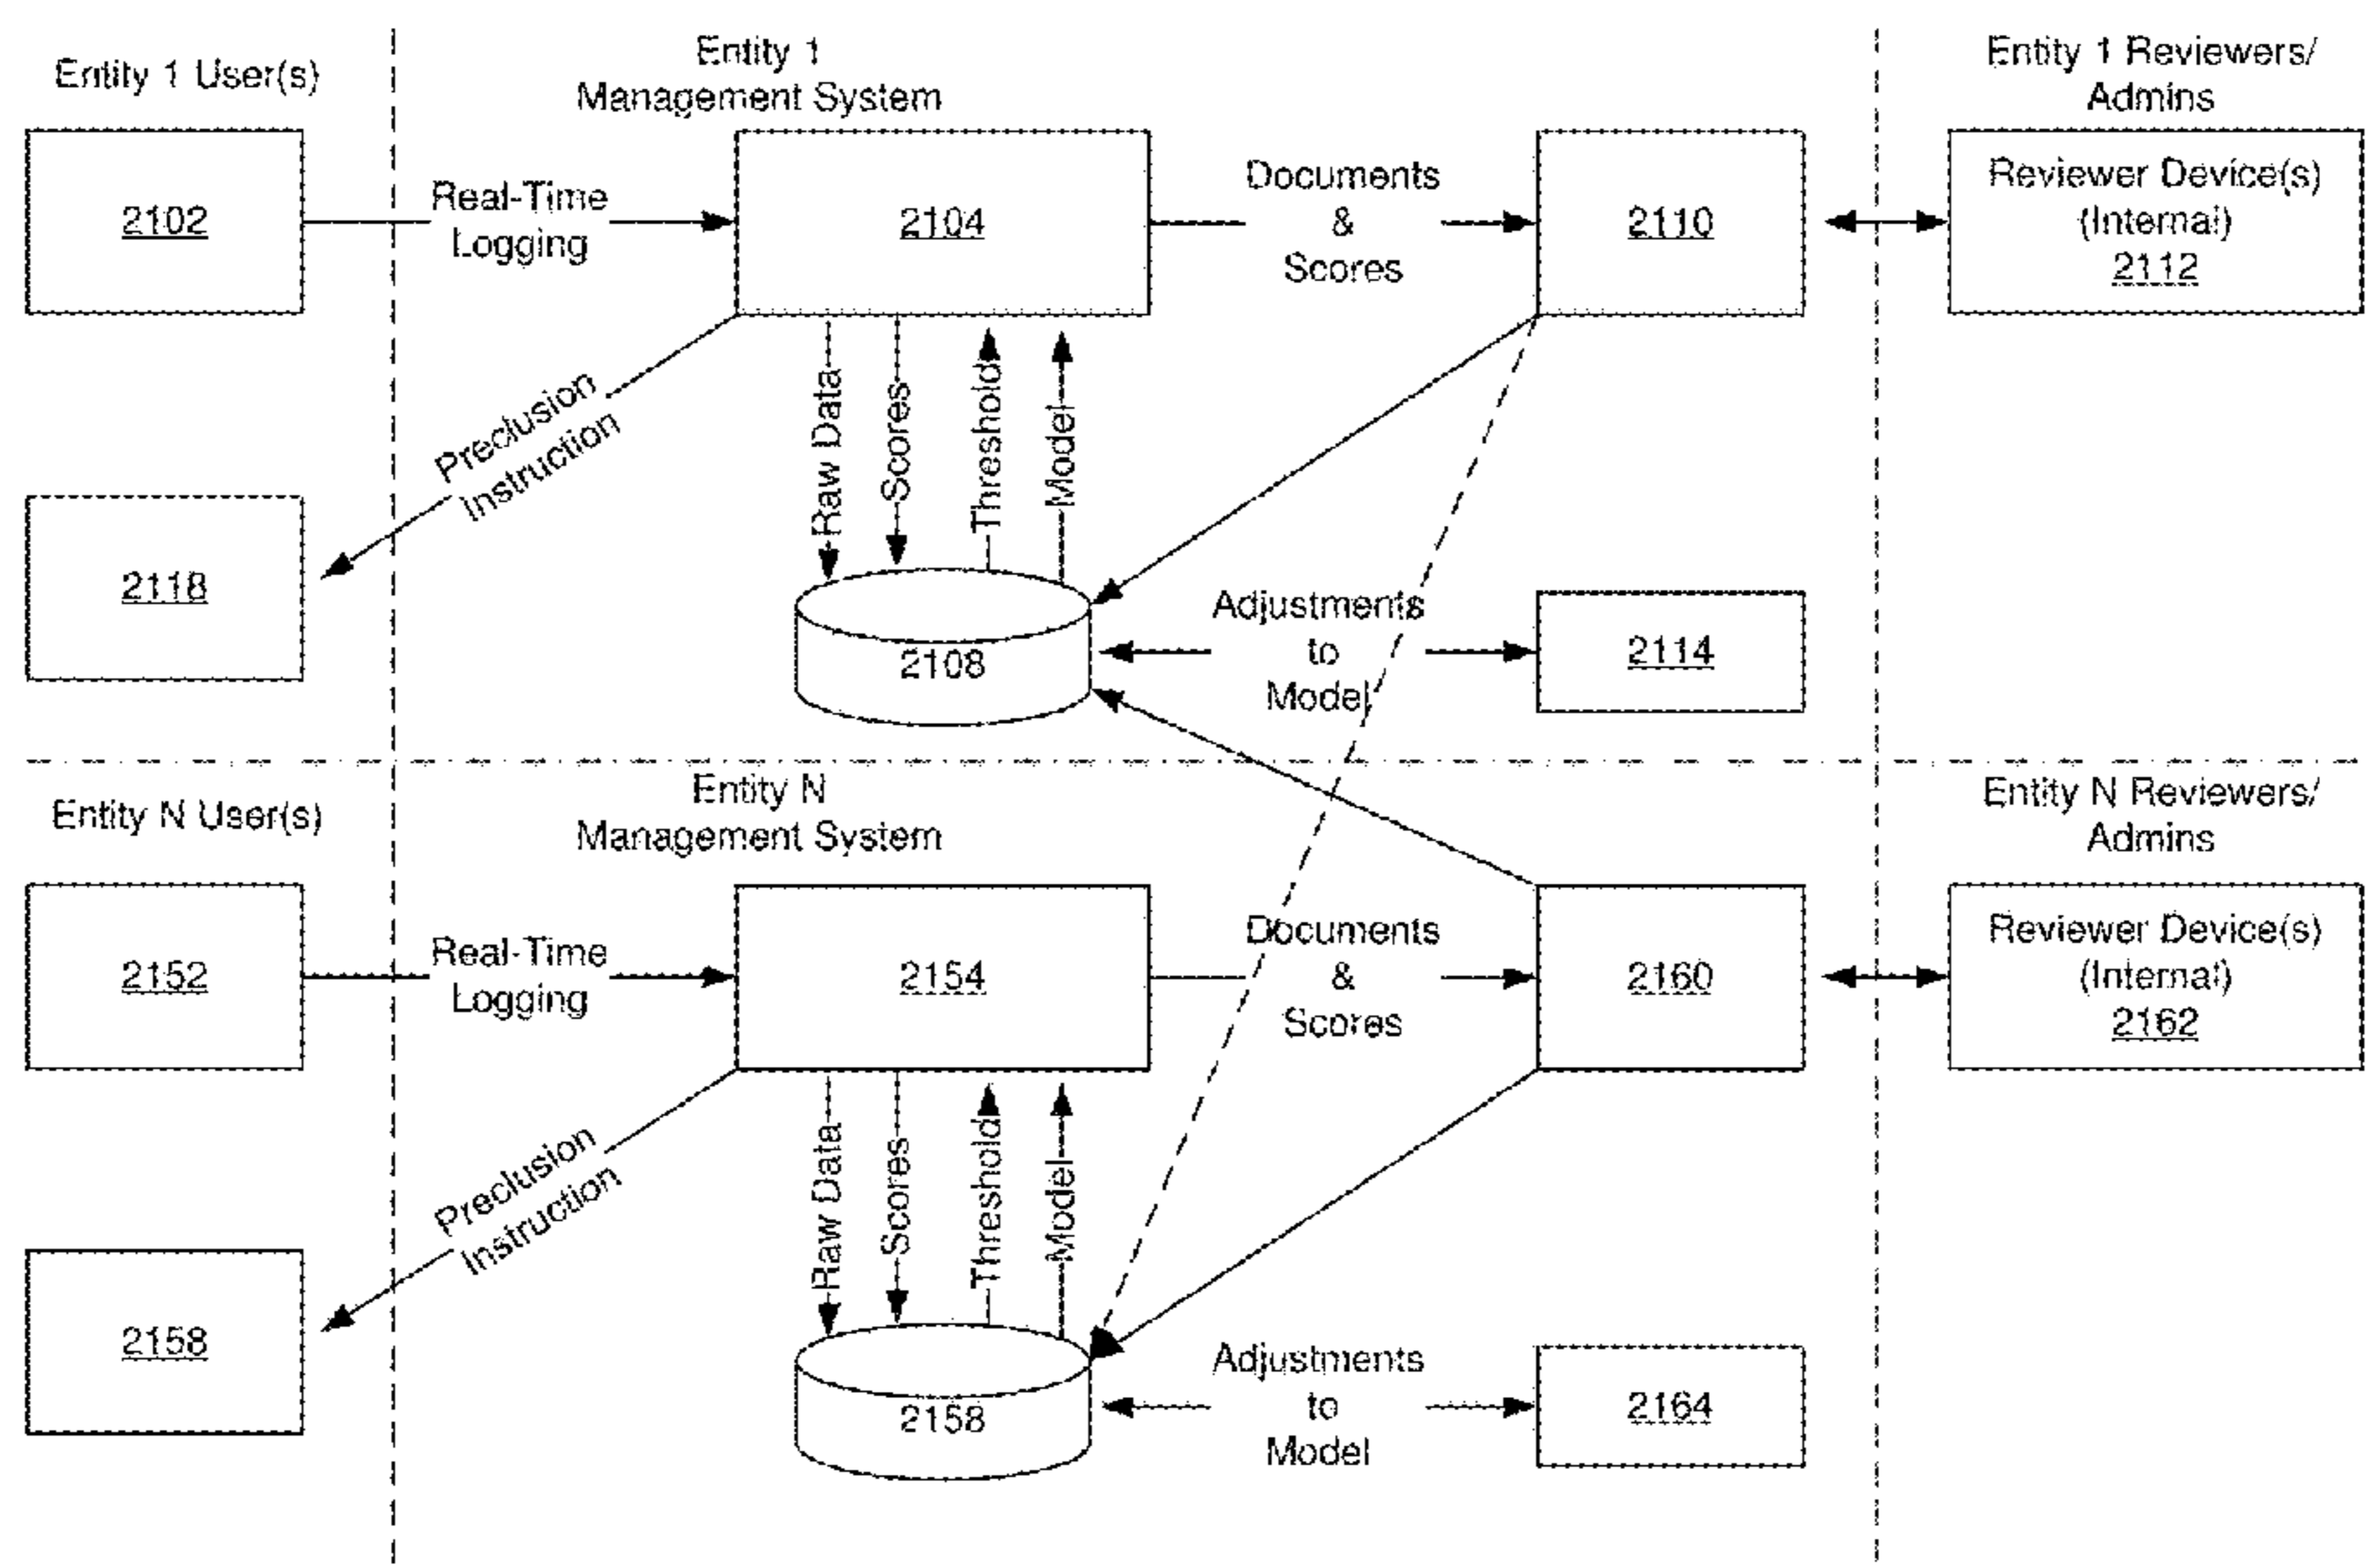 Entity 1 User(s)
Entity 1
Management System
Entity 1 Reviewers/
Admins
2102
Real-Time
Logging
2104
Documents
&
Scores
2110
Reviewer Device(s)
(Internal)
2112
Preclusion
Instruction
Raw Data
Scores
Threshold
Model
2118
2108
Adjustments
to
Model
2114
Entity N User(s)
Entity N
Management System
Entity N Reviewers/
Admins
2152
Real-Time
Logging
2154
Documents
&
Scores
2160
Reviewer Device(s)
(Internal)
2162
Preclusion
Instruction
Raw Data
Scores
Threshold
Model
2158
2158
Adjustments
to
Model
2164